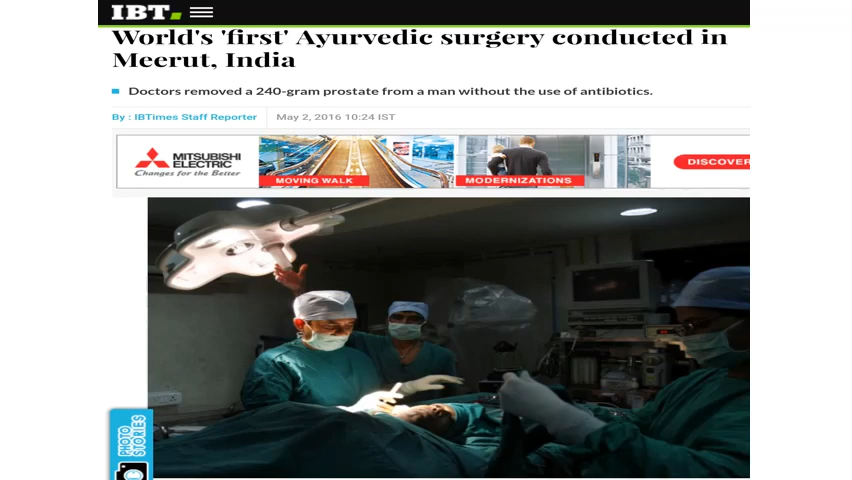 IBT
World's 'first' Ayurvedic surgery conducted in
Meerut, India
Doctors removed a 240-gram prostate from a man without the use of antibiotics.
By : IBTimes Staff Reporter
May 2, 2016 10:24 IST
MITSUBISHI
ELECTRIC
Changes for the Better
MOVING WALK
MODERNIZATIONS
DISCOVER
PHOTO
STORIES